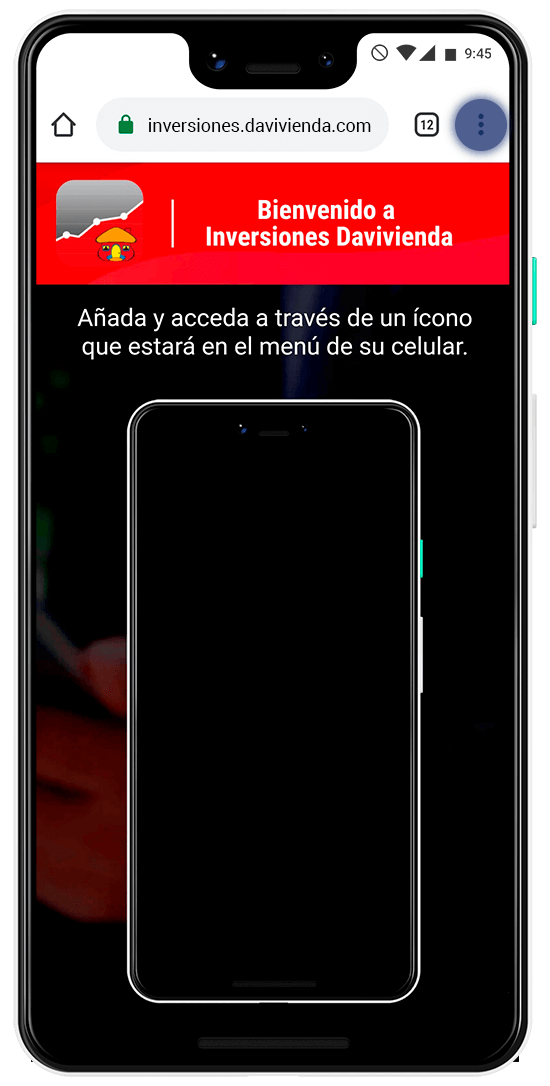 9:45
inversiones.davivienda.com
12
Bienvenido a
Inversiones Davivienda
Añada y acceda a través de un ícono
que estará en el menú de su celular.